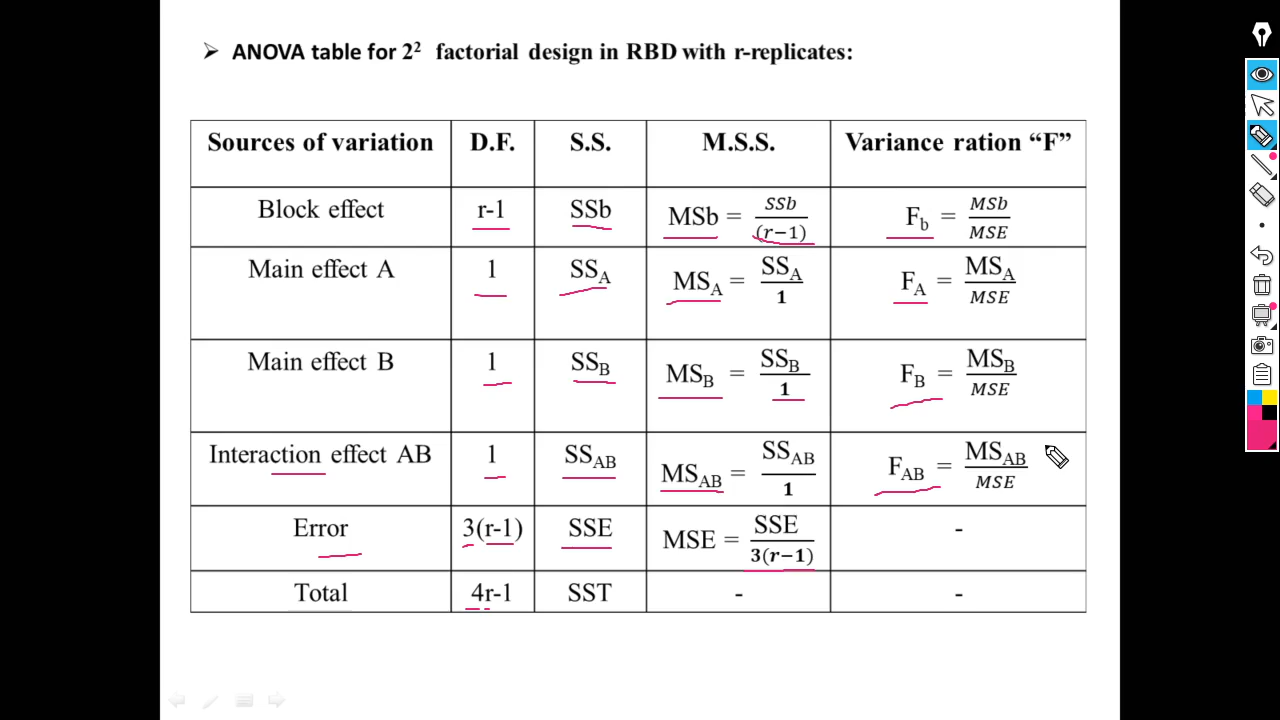 ➢ ANOVA table for 2² factorial design in RBD with r-replicates:
Sources of variation D.F. S.S. M.S.S. Variance ration “F”
Block effect r-1 SSb MSb = SSb/(r−1) F_b = MSb/MSE
Main effect A 1 SS_A MS_A = SS_A/1 F_A = MS_A/MSE
Main effect B 1 SS_B MS_B = SS_B/1 F_B = MS_B/MSE
Interaction effect AB 1 SS_AB MS_AB = SS_AB/1 F_AB = MS_AB/MSE
Error 3(r-1) SSE MSE = SSE/3(r−1) -
Total 4r-1 SST - -